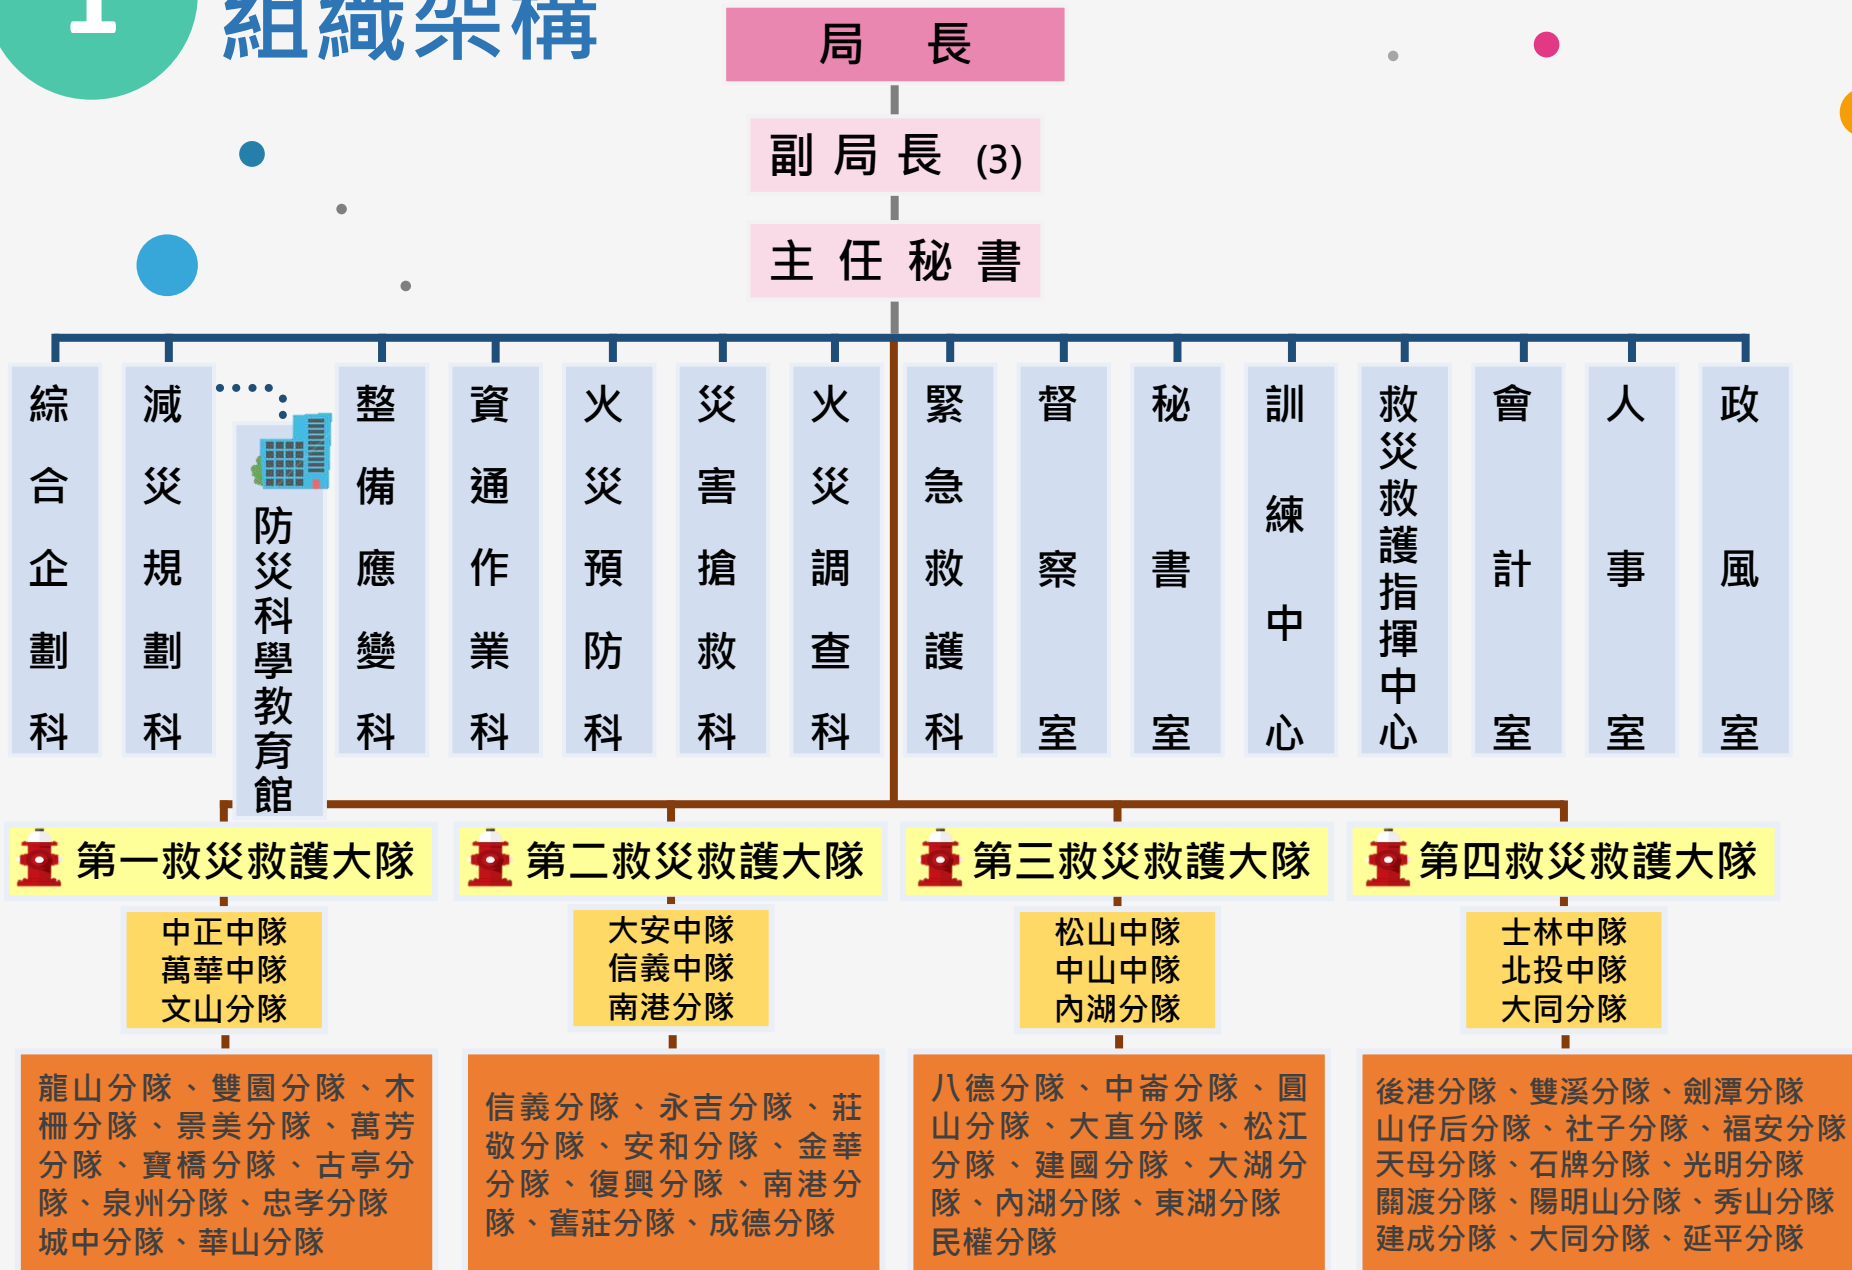 1
組織架構
局長
副局長 (3)
主任秘書
綜合企劃科
減災規劃科
防災科學教育館
整備應變科
資通作業科
火災預防科
災害搶救科
火災調查科
緊急救護科
督察室
秘書室
訓練中心
救災救護指揮中心
會計室
人事室
政風室
第一救災救護大隊
中正中隊
萬華中隊
文山分隊
龍山分隊、雙園分隊、木
柵分隊、景美分隊、萬芳
分隊、寶橋分隊、古亭分
隊、泉州分隊、忠孝分隊
城中分隊、華山分隊
第二救災救護大隊
大安中隊
信義中隊
南港分隊
信義分隊、永吉分隊、莊
敬分隊、安和分隊、金華
分隊、復興分隊、南港分
隊、舊莊分隊、成德分隊
第三救災救護大隊
松山中隊
中山中隊
內湖分隊
八德分隊、中崙分隊、圓
山分隊、大直分隊、松江
分隊、建國分隊、大湖分
隊、內湖分隊、東湖分隊
民權分隊
第四救災救護大隊
士林中隊
北投中隊
大同分隊
後港分隊、雙溪分隊、劍潭分隊
山仔后分隊、社子分隊、福安分隊
天母分隊、石牌分隊、光明分隊
關渡分隊、陽明山分隊、秀山分隊
建成分隊、大同分隊、延平分隊